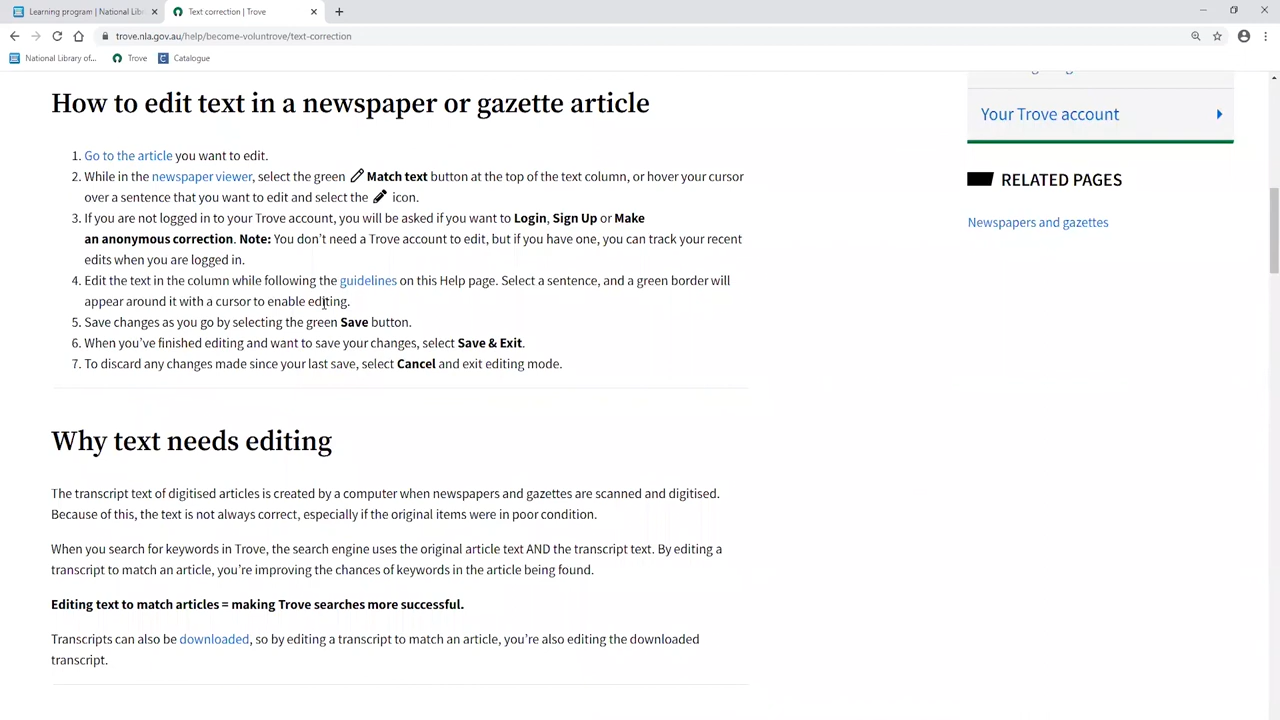 Learning program | National Lib
Text correction | Trove
trove.nla.gov.au/help/become-voluntrove/text-correction
National Library of...
Trove
Catalogue
How to edit text in a newspaper or gazette article
1. Go to the article you want to edit.
2. While in the newspaper viewer, select the green Match text button at the top of the text column, or hover your cursor
over a sentence that you want to edit and select the icon.
3. If you are not logged in to your Trove account, you will be asked if you want to Login, Sign Up or Make
an anonymous correction. Note: You don't need a Trove account to edit, but if you have one, you can track your recent
edits when you are logged in.
4. Edit the text in the column while following the guidelines on this Help page. Select a sentence, and a green border will
appear around it with a cursor to enable editing.
5. Save changes as you go by selecting the green Save button.
6. When you've finished editing and want to save your changes, select Save & Exit.
7. To discard any changes made since your last save, select Cancel and exit editing mode.
Why text needs editing
The transcript text of digitised articles is created by a computer when newspapers and gazettes are scanned and digitised.
Because of this, the text is not always correct, especially if the original items were in poor condition.
When you search for keywords in Trove, the search engine uses the original article text AND the transcript text. By editing a
transcript to match an article, you're improving the chances of keywords in the article being found.
Editing text to match articles = making Trove searches more successful.
Transcripts can also be downloaded, so by editing a transcript to match an article, you're also editing the downloaded
transcript.
Your Trove account
RELATED PAGES
Newspapers and gazettes